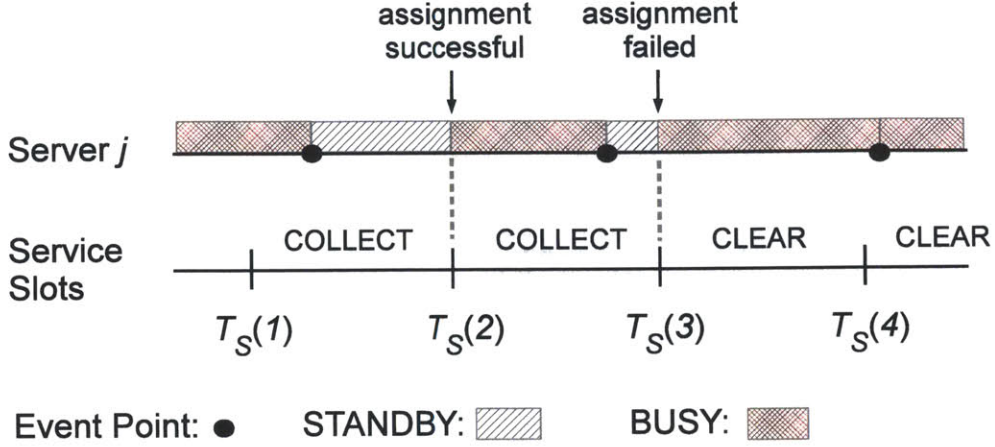 assignment successful
assignment failed
Server j
Service Slots
COLLECT COLLECT CLEAR CLEAR
T_S(1) T_S(2) T_S(3) T_S(4)
Event Point: STANDBY: BUSY: